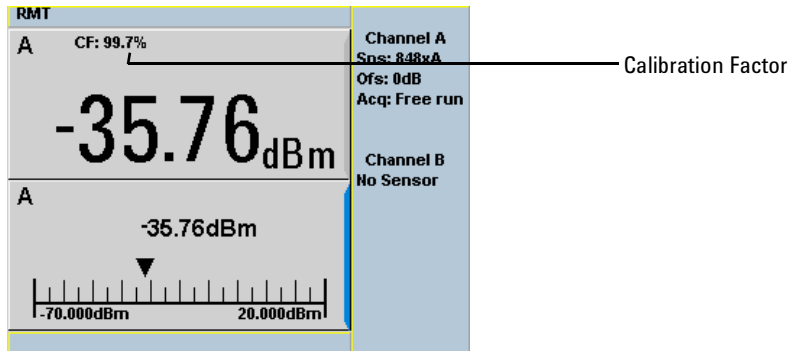 RMT
A CF: 99.7%
-35.76dBm
A
-35.76dBm
-70.000dBm 20.000dBm
Channel A
Sns: 848xA
Ofs: 0dB
Acq: Free run
Channel B
No Sensor
Calibration Factor